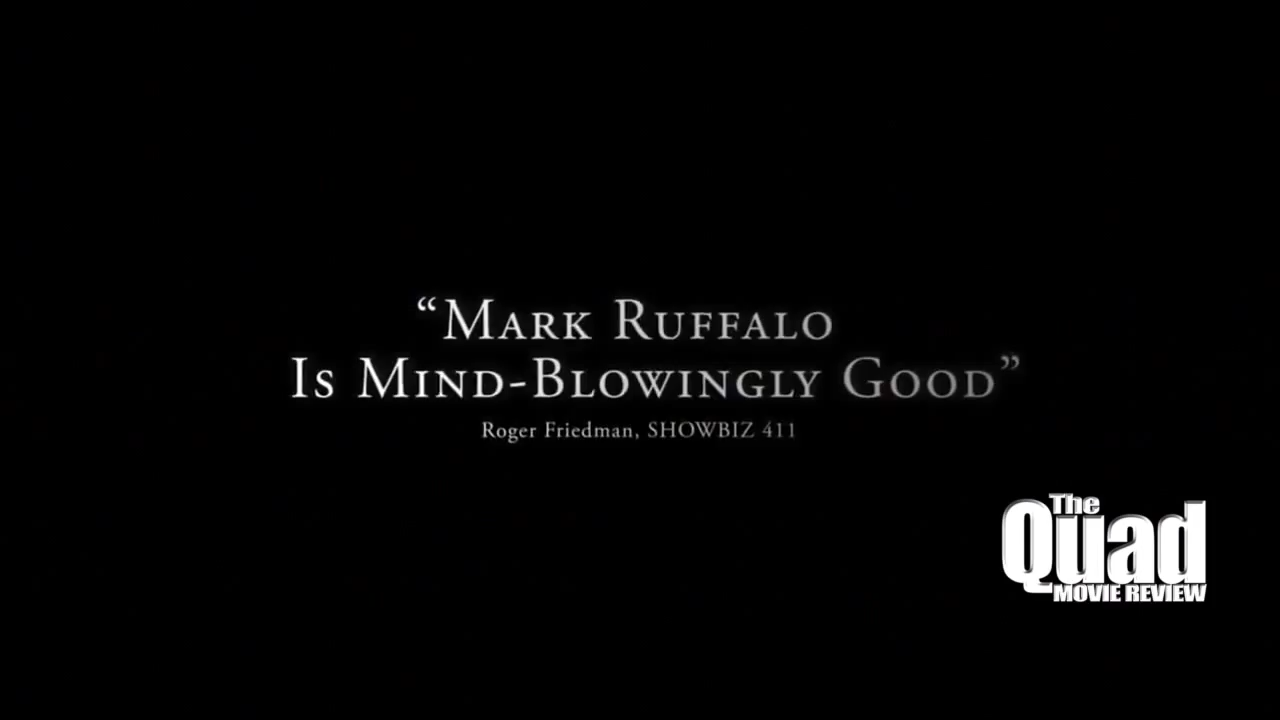 “MARK RUFFALO
IS MIND-BLOWINGLY GOOD”
Roger Friedman, SHOWBIZ 411
The
Quad
MOVIE REVIEW